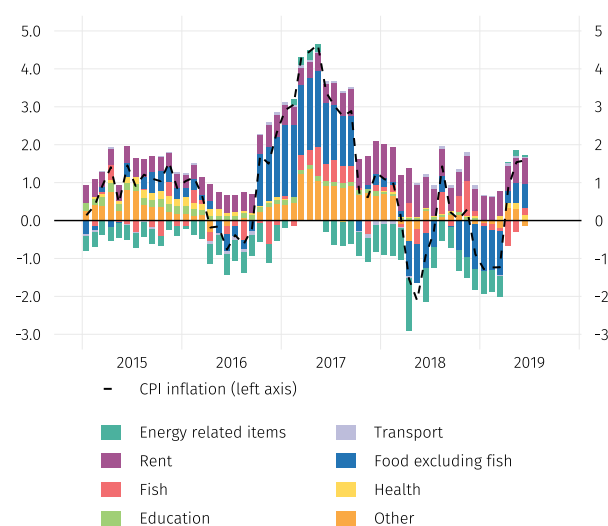 5.0 5
4.0 4
3.0 3
2.0 2
1.0 1
0.0 0
−1.0 −1
−2.0 −2
−3.0 −3
2015 2016 2017 2018 2019
CPI inflation (left axis)
Energy related items Transport
Rent Food excluding fish
Fish Health
Education Other